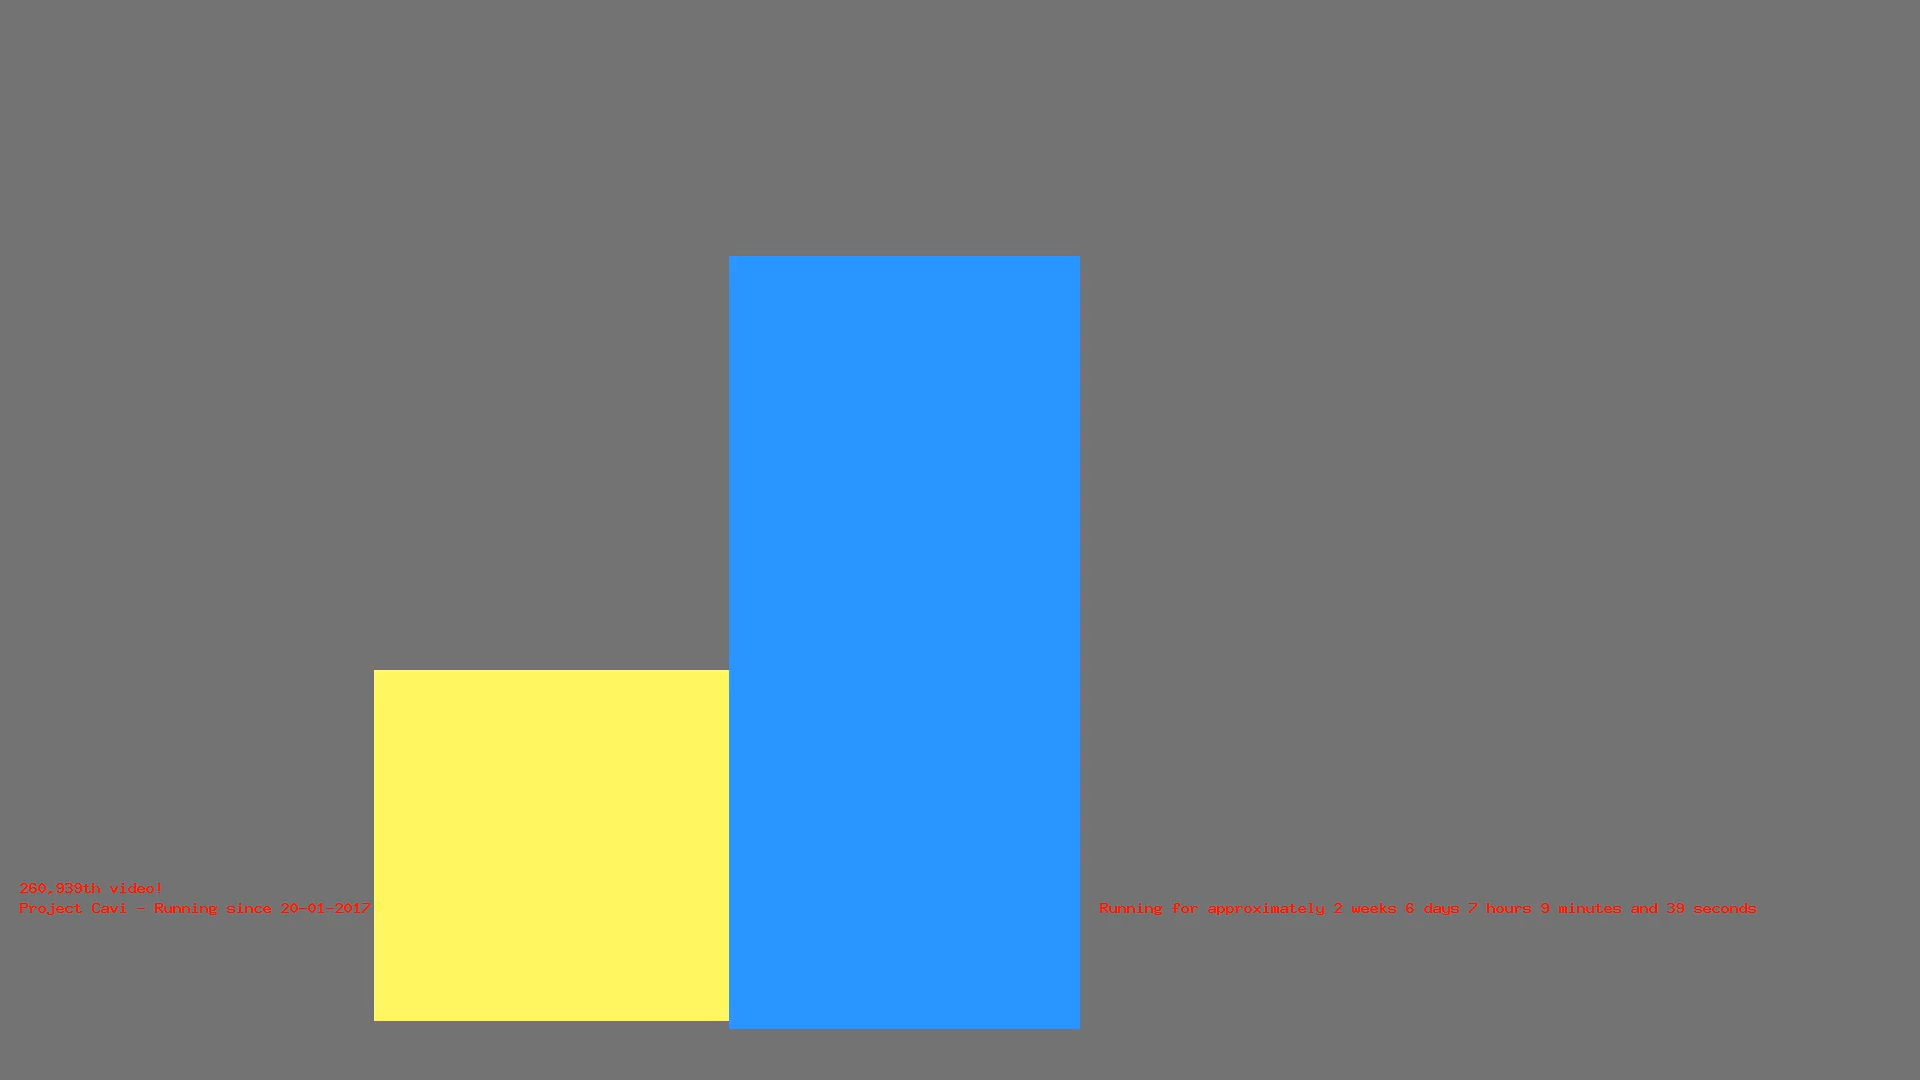 260,939th video!
Project Cavi - Running since 20-01-2017
Running for approximately 2 weeks 6 days 7 hours 9 minutes and 39 seconds